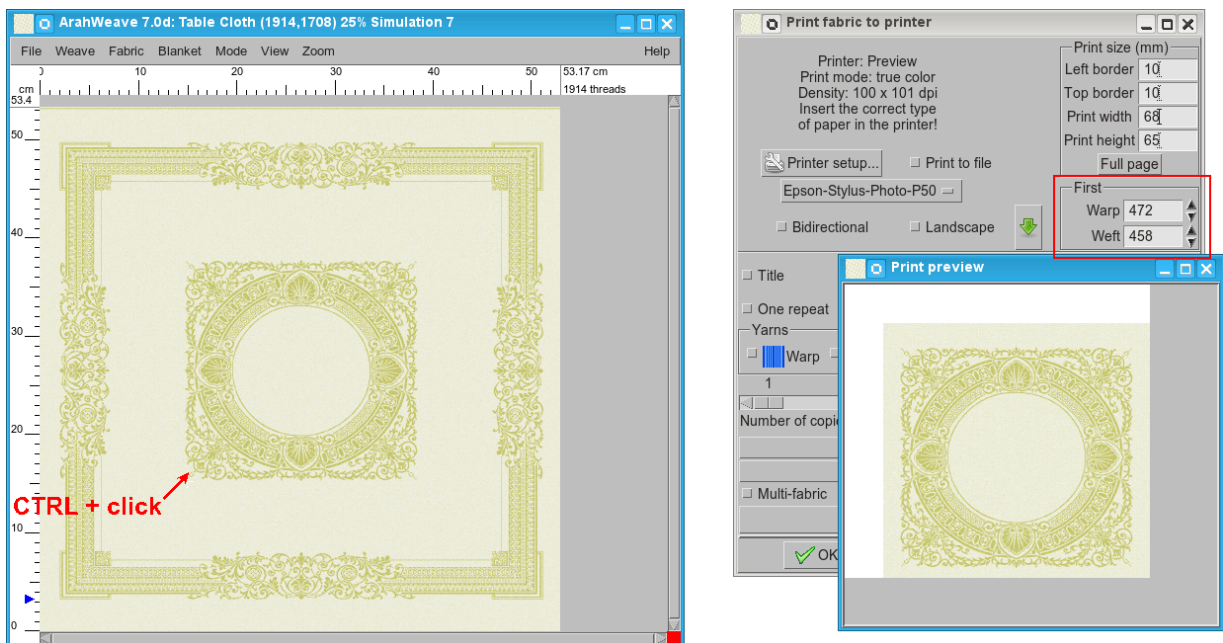 ArahWeave 7.0d: Table Cloth (1914,1708) 25% Simulation 7
File Weave Fabric Blanket Mode View Zoom Help
10 20 30 40 50 53.17 cm
cm 1914 threads
53.4
50
40
30
20
10
0
CTRL + click
Print fabric to printer
Printer: Preview
Print mode: true color
Density: 100 x 101 dpi
Insert the correct type
of paper in the printer!
Print size (mm)
Left border 10
Top border 10
Print width 68
Print height 65
Full page
Printer setup... Print to file
Epson-Stylus-Photo-P50
Bidirectional Landscape
First
Warp 472
Weft 458
Title
One repeat
Yarns
Warp
1
Number of copi
Multi-fabric
OK
Print preview